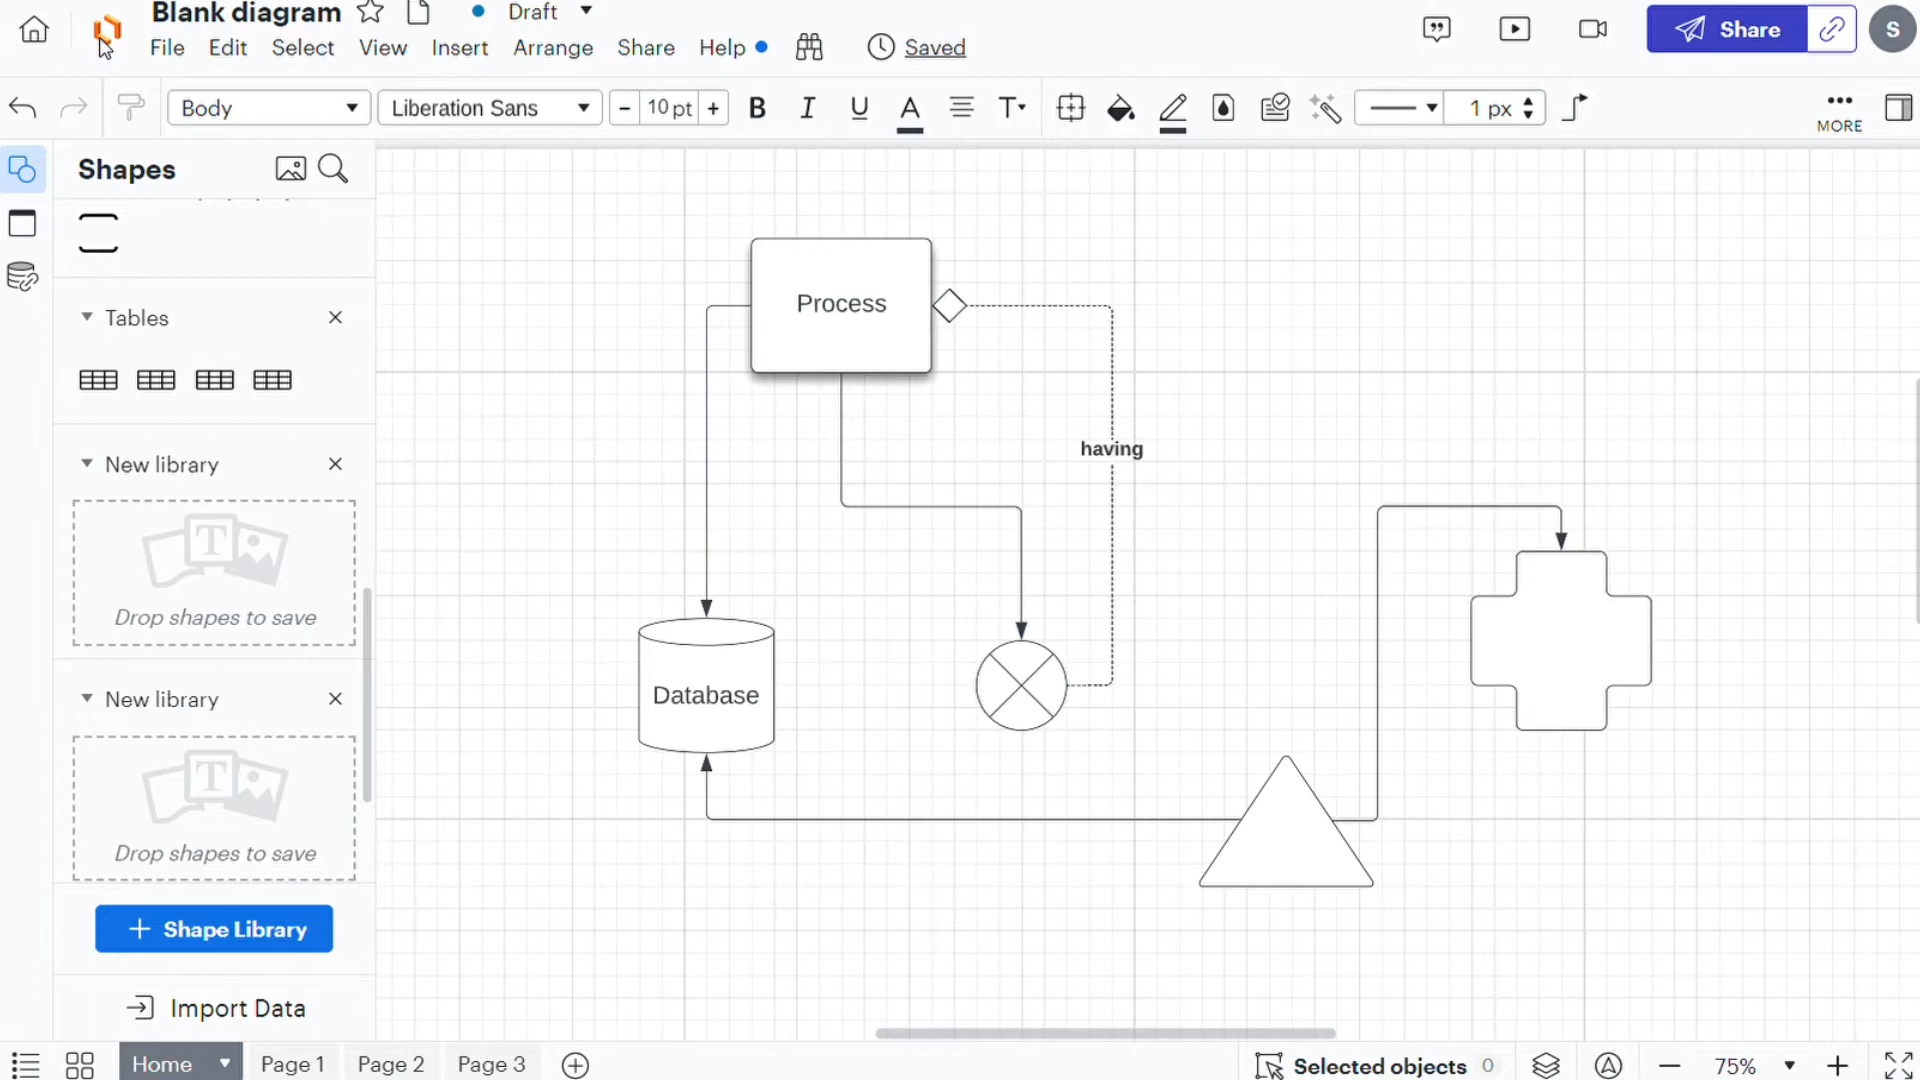 Blank diagram
Draft
File Edit Select View Insert Arrange Share Help
Saved
Share
S
Body
Liberation Sans
10 pt
B I U A T
1 px
MORE
Shapes
Tables
New library
T
Drop shapes to save
New library
T
Drop shapes to save
+ Shape Library
Import Data
Process
having
Database
Home
Page 1
Page 2
Page 3
Selected objects 0
75%